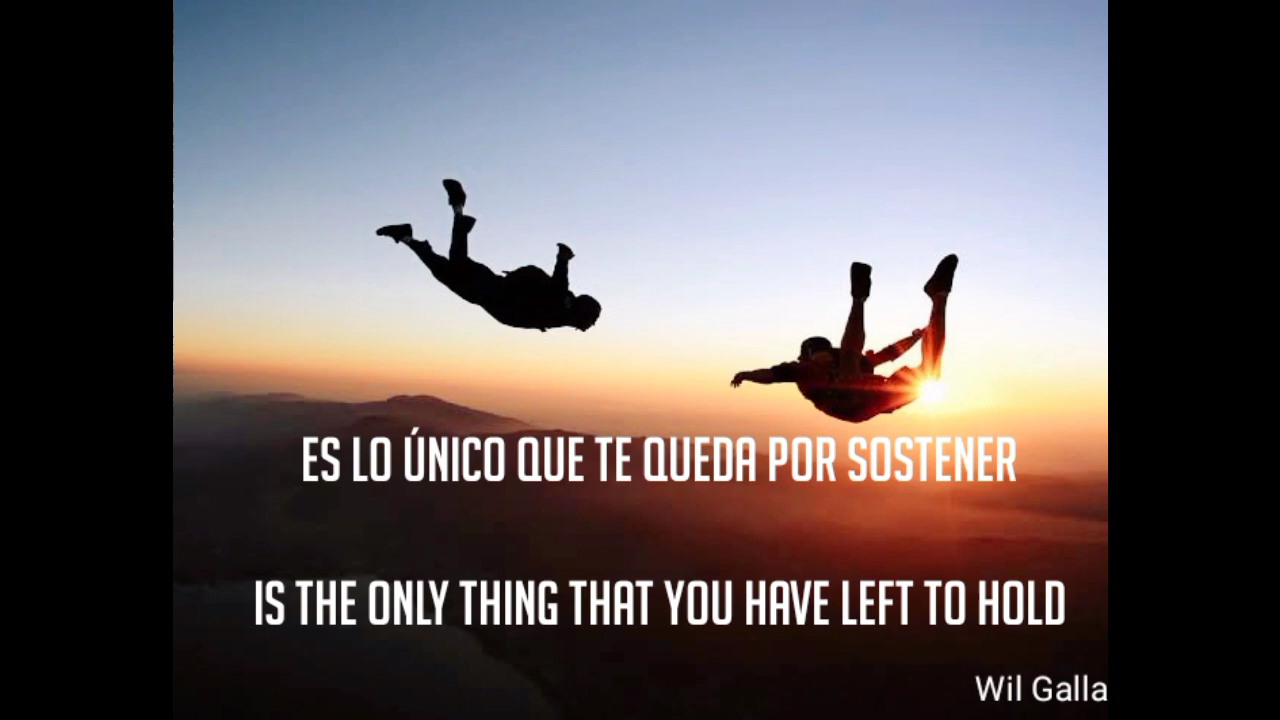 ES LO ÚNICO QUE TE QUEDA POR SOSTENER
IS THE ONLY THING THAT YOU HAVE LEFT TO HOLD
Wil Galla